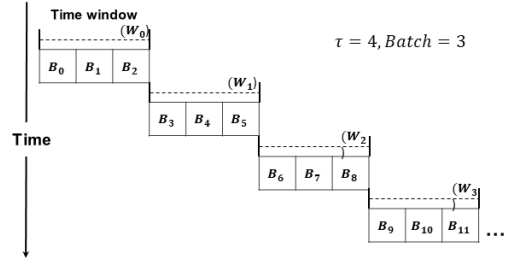 Time window
(W₀)
τ = 4, Batch = 3
B₀ B₁ B₂
(W₁)
B₃ B₄ B₅
Time
(W₂
B₆ B₇ B₈
(W₃
B₉ B₁₀ B₁₁ ...